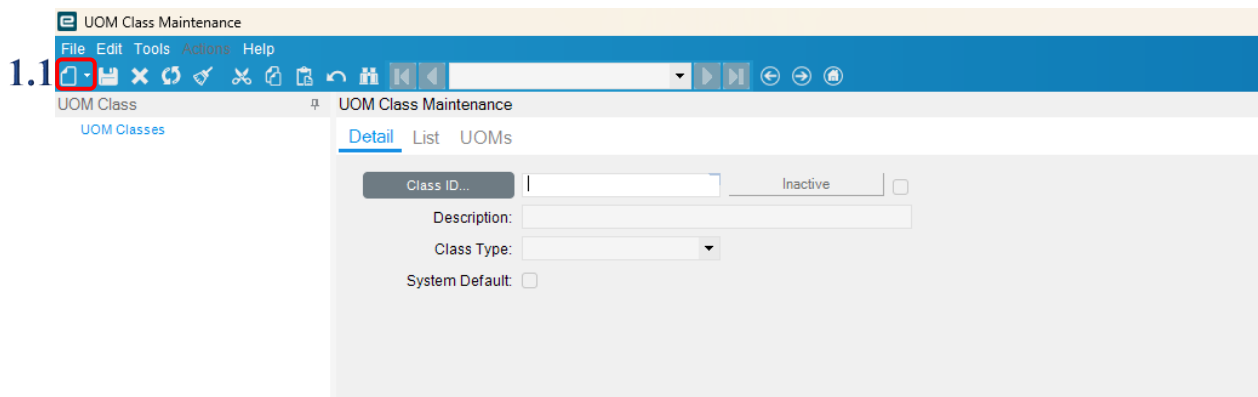 UOM Class Maintenance
File Edit Tools Actions Help
1.1
UOM Class
UOM Class Maintenance
UOM Classes
Detail List UOMs
Class ID... Inactive
Description:
Class Type:
System Default: